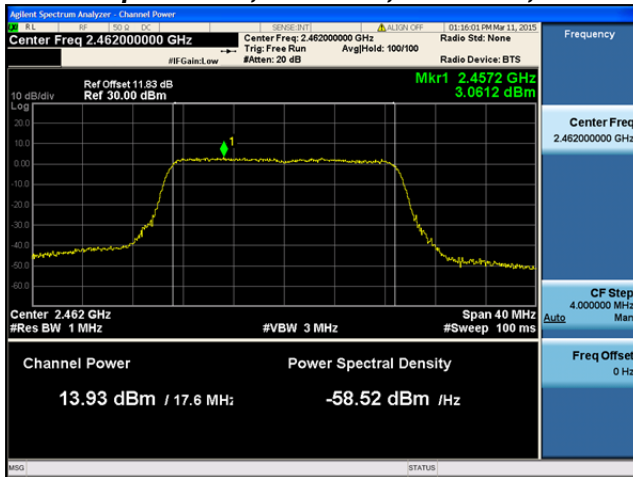 Agilent Spectrum Analyzer - Channel Power
RL RF 50 Ω DC SENSE:INT ALIGN OFF 01:16:01 PM Mar 11, 2015
Center Freq 2.462000000 GHz Center Freq: 2.462000000 GHz Radio Std: None Frequency
Trig: Free Run Avg|Hold: 100/100
#IFGain:Low #Atten: 20 dB Radio Device: BTS
Mkr1 2.4572 GHz
Ref Offset 11.83 dB
10 dB/div Ref 30.00 dBm 3.0612 dBm
Log
20.0
10.0
0.00
-10.0
-20.0
-30.0
-40.0
-50.0
-60.0
1
Center Freq
2.462000000 GHz
Center 2.462 GHz Span 40 MHz
#Res BW 1 MHz #VBW 3 MHz #Sweep 100 ms
CF Step
4.000000 MHz
Auto Man
Channel Power Power Spectral Density
13.93 dBm / 17.6 MHz -58.52 dBm /Hz
Freq Offset
0 Hz
MSG STATUS